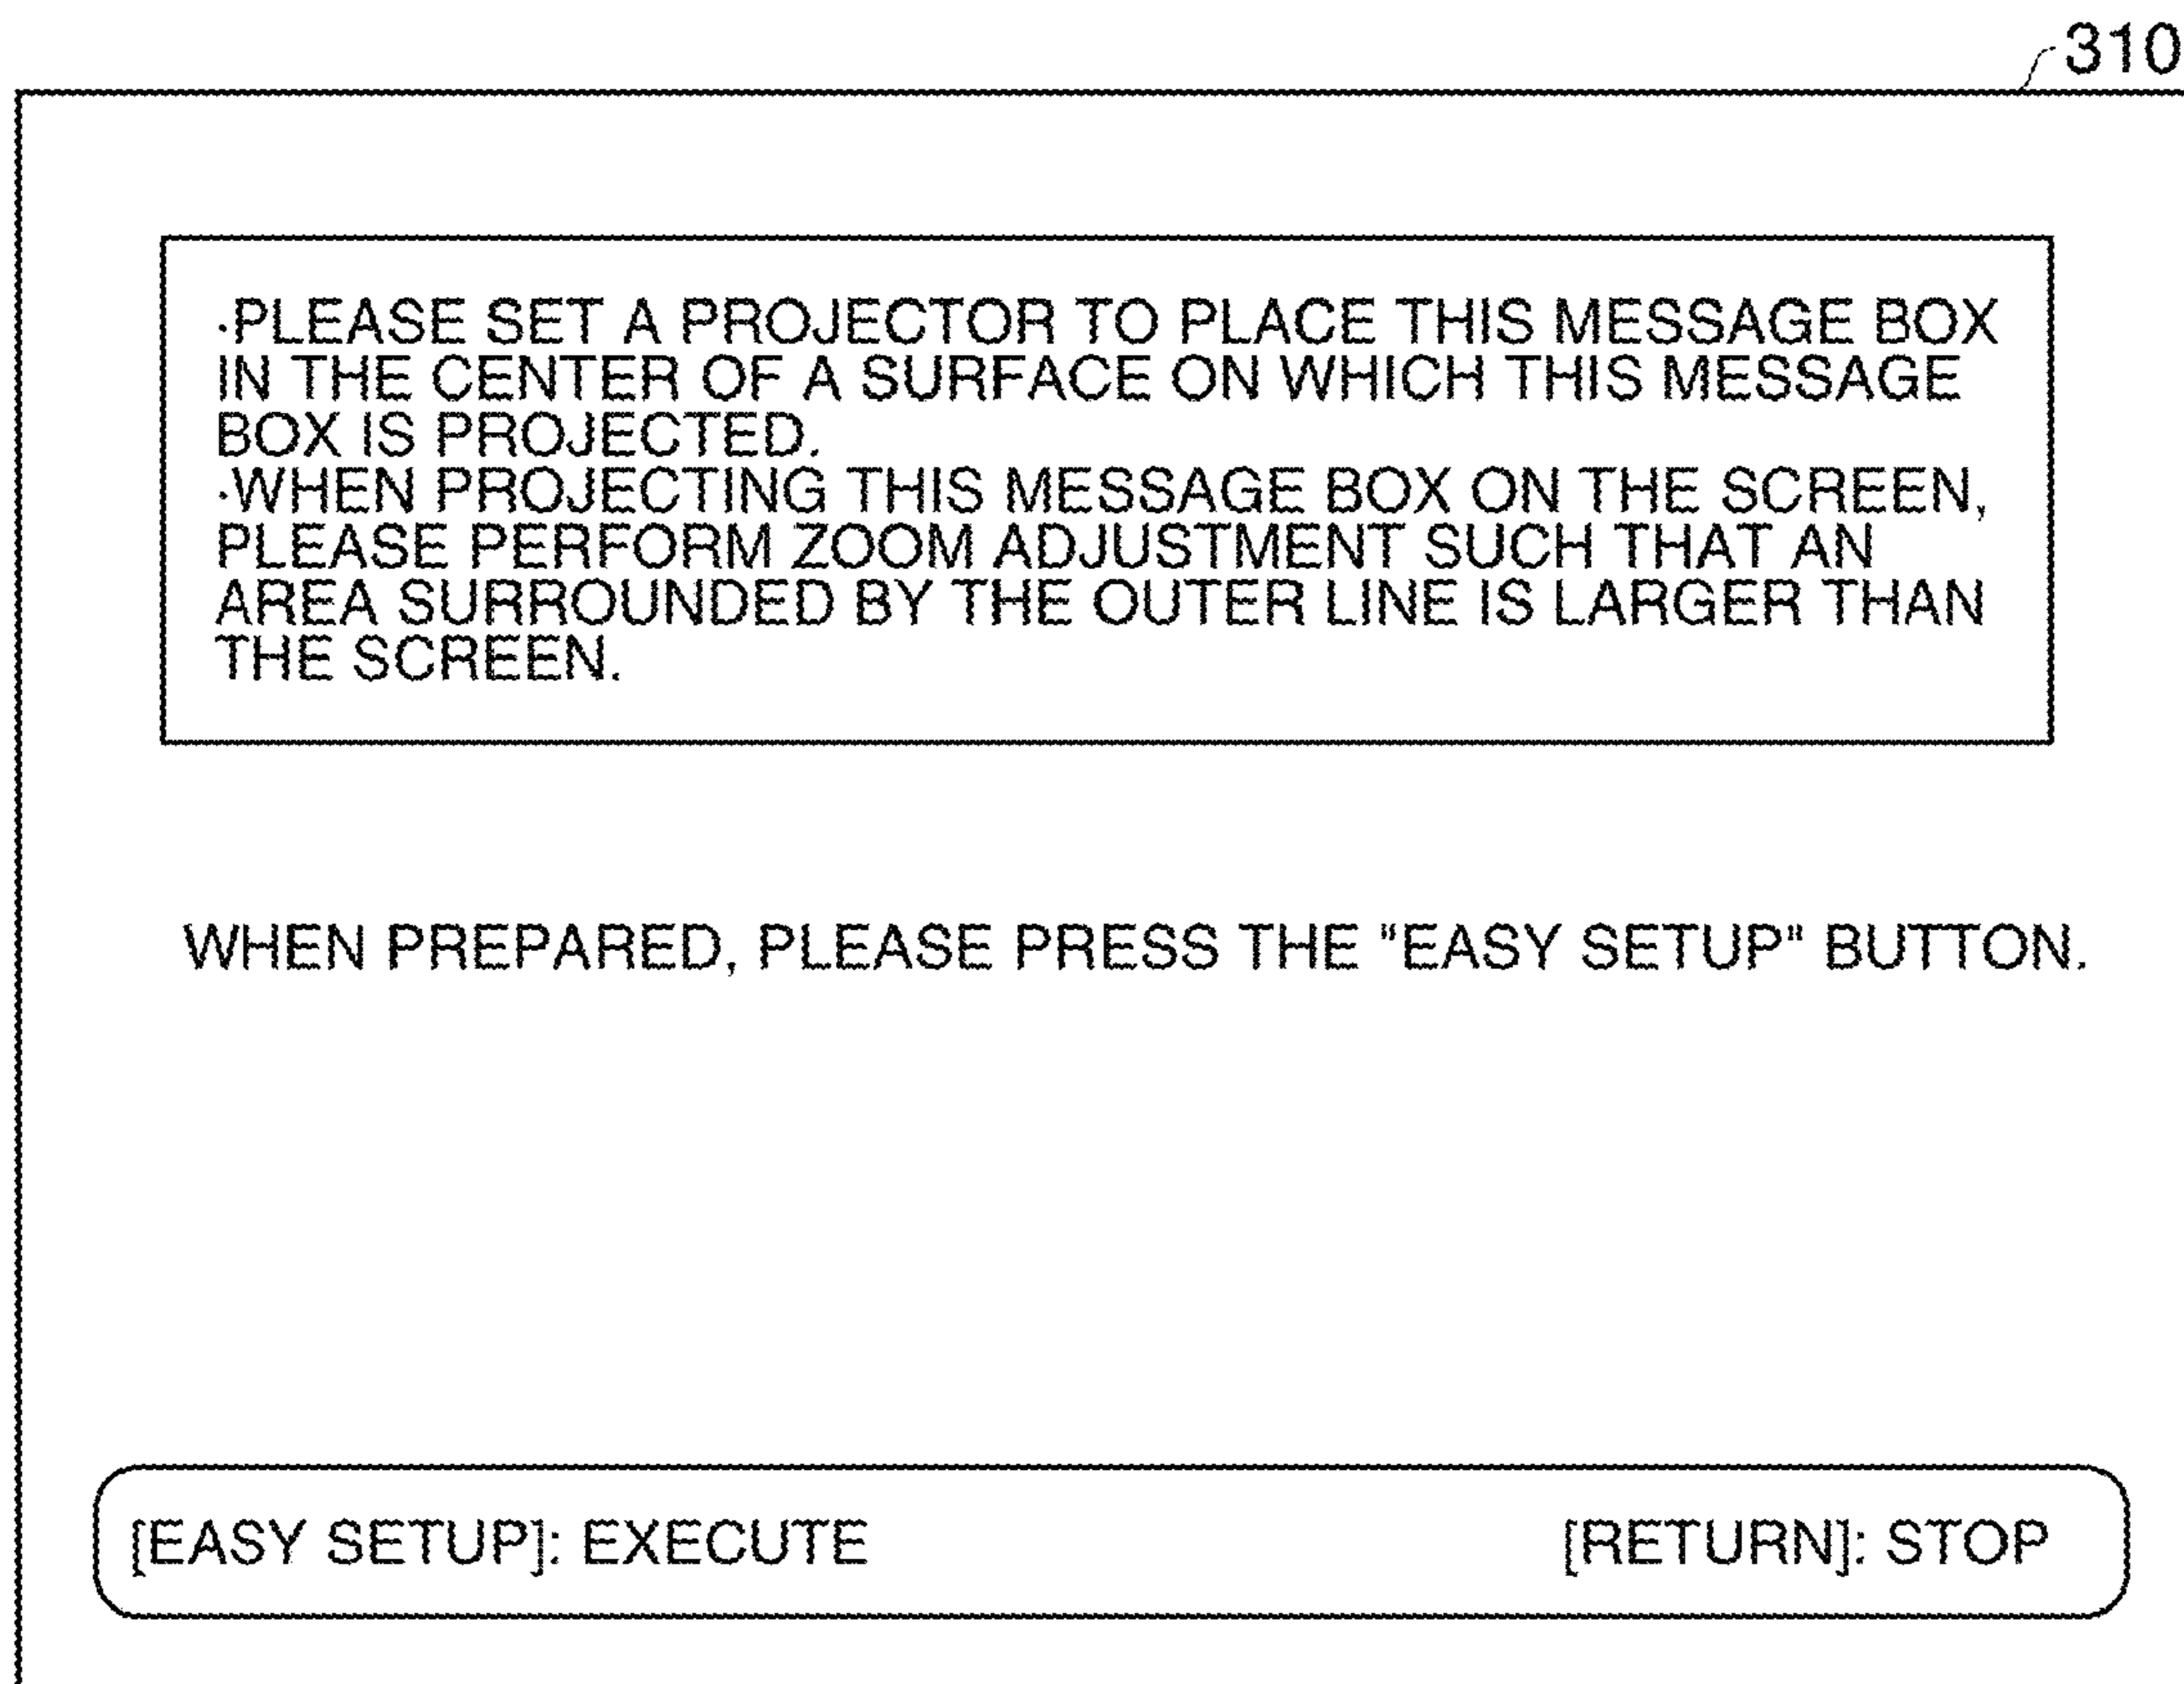 310
·PLEASE SET A PROJECTOR TO PLACE THIS MESSAGE BOX
IN THE CENTER OF A SURFACE ON WHICH THIS MESSAGE
BOX IS PROJECTED.
·WHEN PROJECTING THIS MESSAGE BOX ON THE SCREEN,
PLEASE PERFORM ZOOM ADJUSTMENT SUCH THAT AN
AREA SURROUNDED BY THE OUTER LINE IS LARGER THAN
THE SCREEN.
WHEN PREPARED, PLEASE PRESS THE "EASY SETUP" BUTTON.
[EASY SETUP]: EXECUTE [RETURN]: STOP